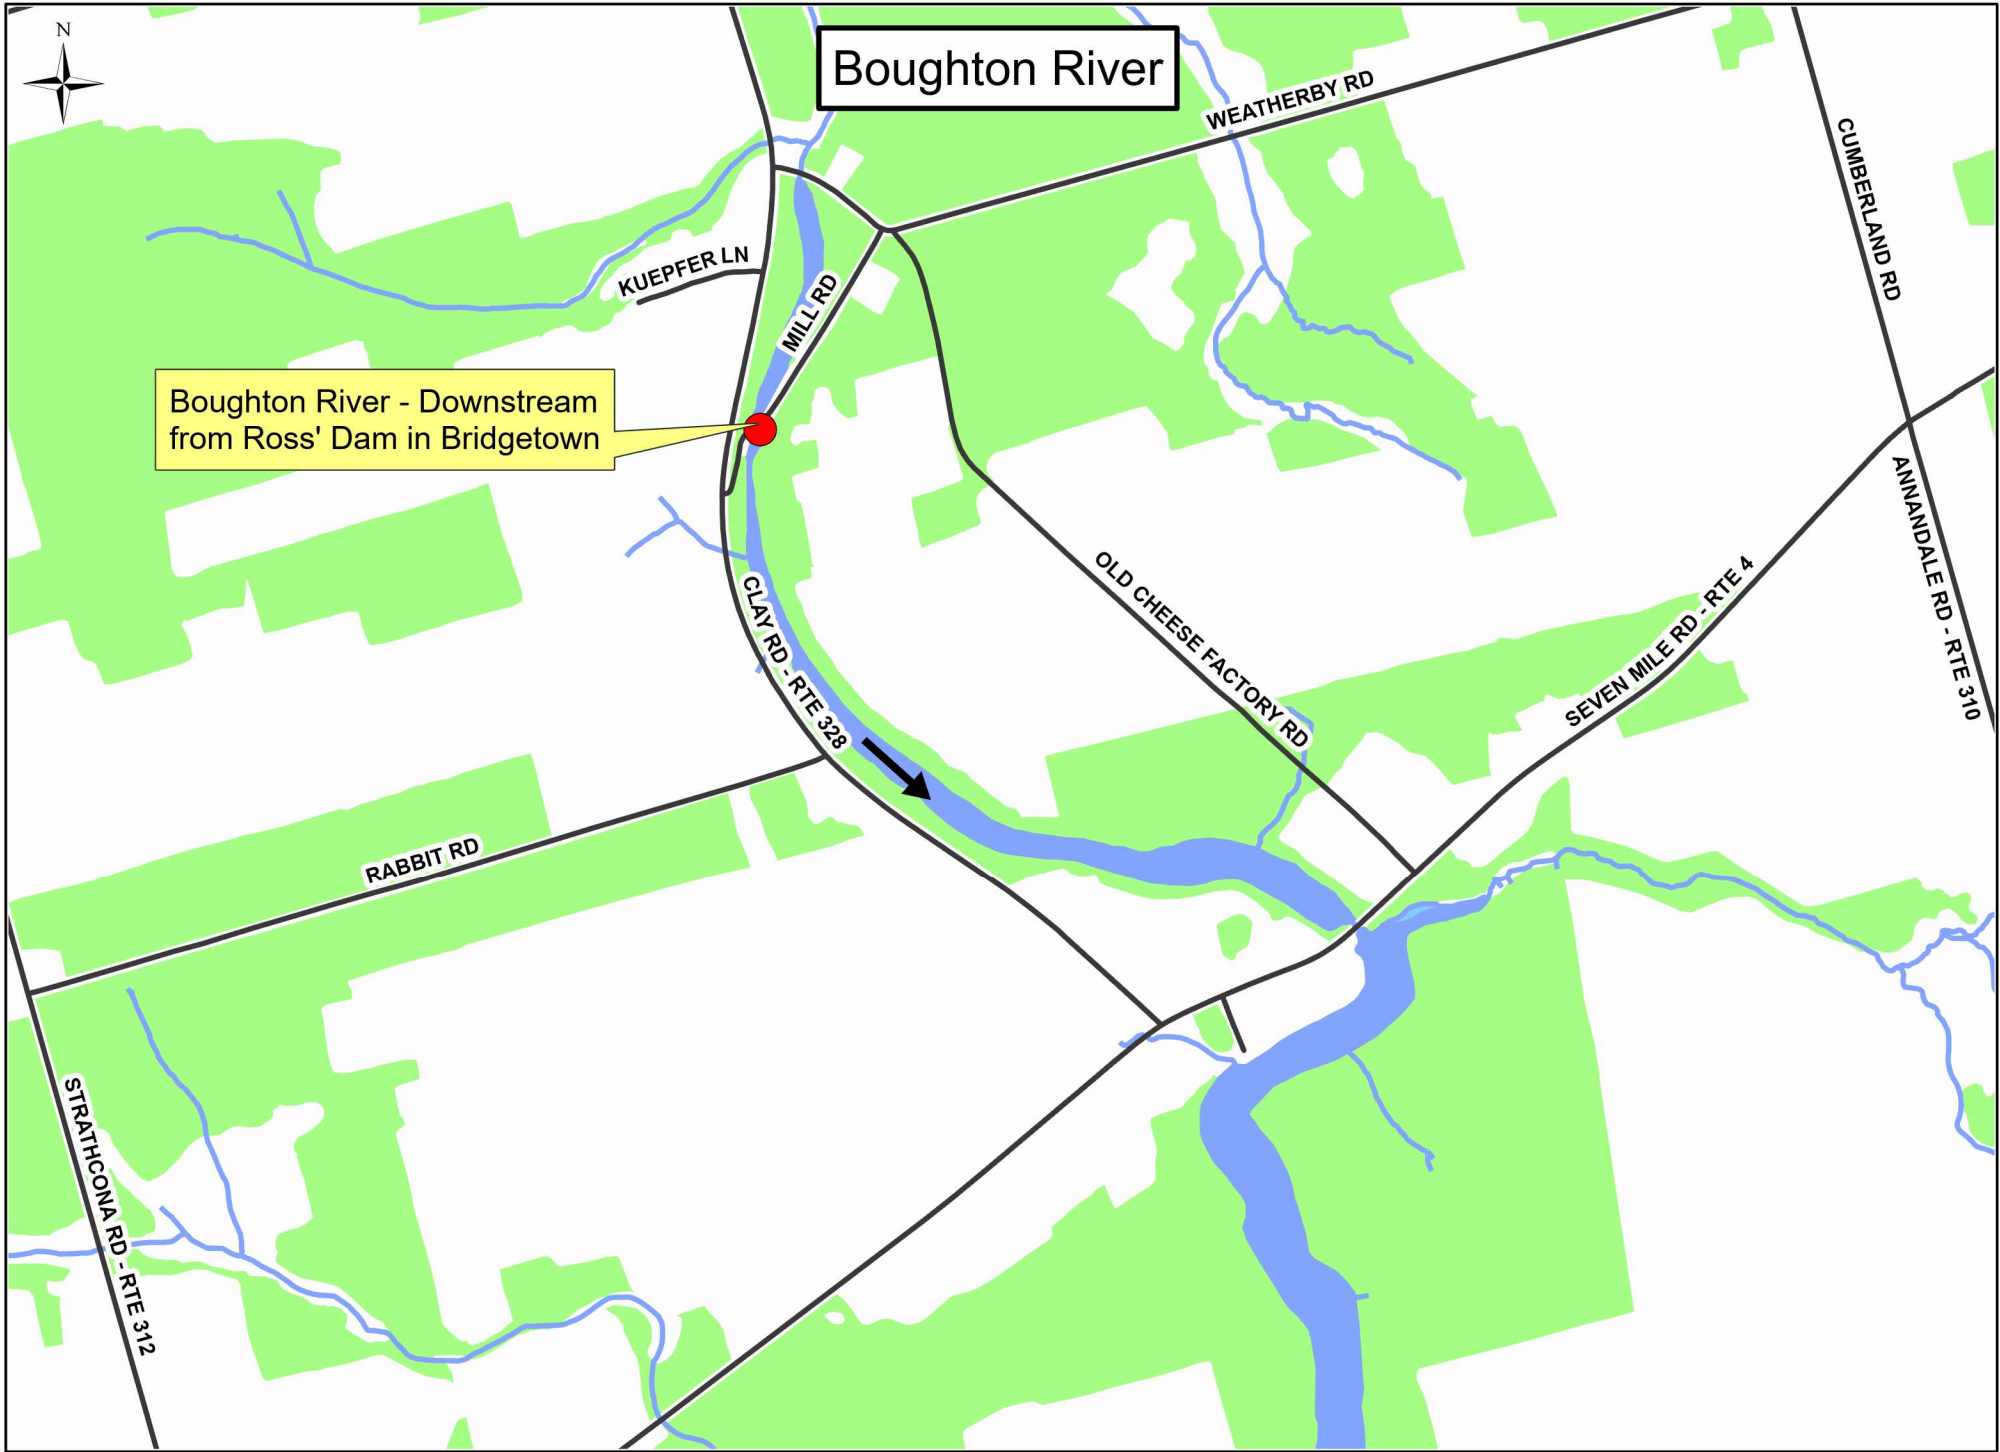 N
Boughton River
WEATHERBY RD
CUMBERLAND RD
KUEPFER LN
MILL RD
Boughton River - Downstream
from Ross' Dam in Bridgetown
ANNANDALE RD - RTE 310
OLD CHEESE FACTORY RD
SEVEN MILE RD - RTE 4
CLAY RD - RTE 328
RABBIT RD
STRATHCONA RD - RTE 312